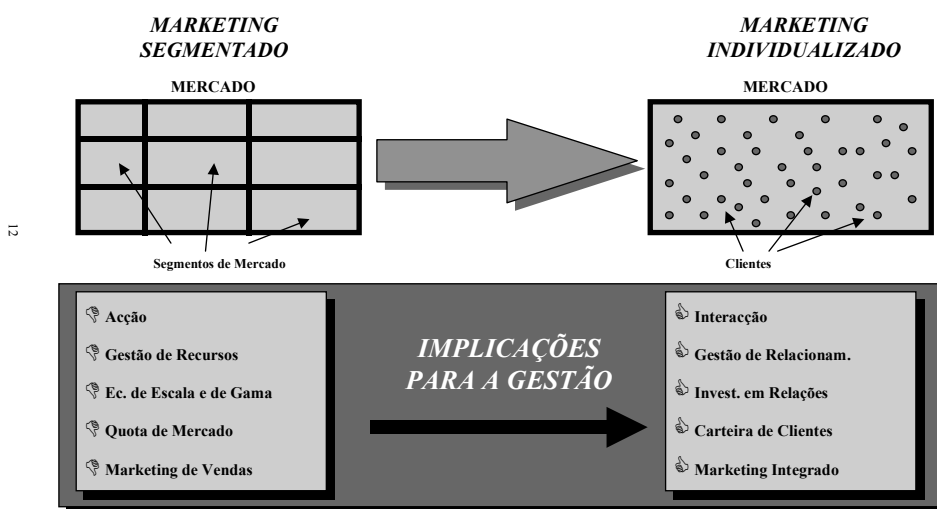 MARKETING
SEGMENTADO
MERCADO
Segmentos de Mercado
MARKETING
INDIVIDUALIZADO
MERCADO
Clientes
12
Acção
Gestão de Recursos
Ec. de Escala e de Gama
Quota de Mercado
Marketing de Vendas
IMPLICAÇÕES
PARA A GESTÃO
Interacção
Gestão de Relacionam.
Invest. em Relações
Carteira de Clientes
Marketing Integrado